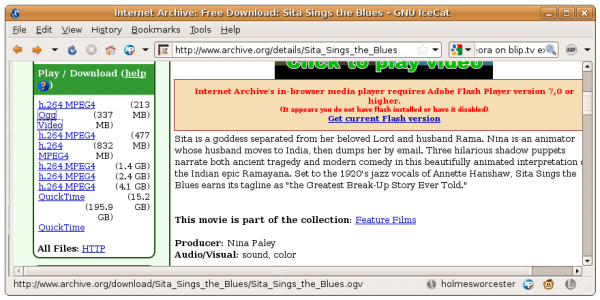 Internet Archive: Free Download: Sita Sings the Blues - GNU IceCat
File Edit View History Bookmarks Tools Help
http://www.archive.org/details/Sita_Sings_the_Blues
ora on blip.tv ex
ABP
Play / Download (help
?)
h.264 MPEG4 (213
Ogg (337 MB)
Video MB)
h.264 MPEG4 (477
h.264 (832 MB)
MPEG4 MB)
h.264 MPEG4 (1.4 GB)
h.264 MPEG4 (2.4 GB)
h.264 MPEG4 (4.1 GB)
QuickTime (15.2
(195.9 GB)
GB)
QuickTime
All Files: HTTP
Click to play video
Internet Archive's in-browser media player requires Adobe Flash Player version 7,0 or
higher.
(It appears you do not have flash installed or have it disabled)
Get current Flash version
Sita is a goddess separated from her beloved Lord and husband Rama. Nina is an animator
whose husband moves to India, then dumps her by email. Three hilarious shadow puppets
narrate both ancient tragedy and modern comedy in this beautifully animated interpretation o
the Indian epic Ramayana. Set to the 1920's jazz vocals of Annette Hanshaw, Sita Sings the
Blues earns its tagline as "the Greatest Break-Up Story Ever Told."
This movie is part of the collection: Feature Films
Producer: Nina Paley
Audio/Visual: sound, color
http://www.archive.org/download/Sita_Sings_the_Blues/Sita_Sings_the_Blues.ogv
holmesworcester